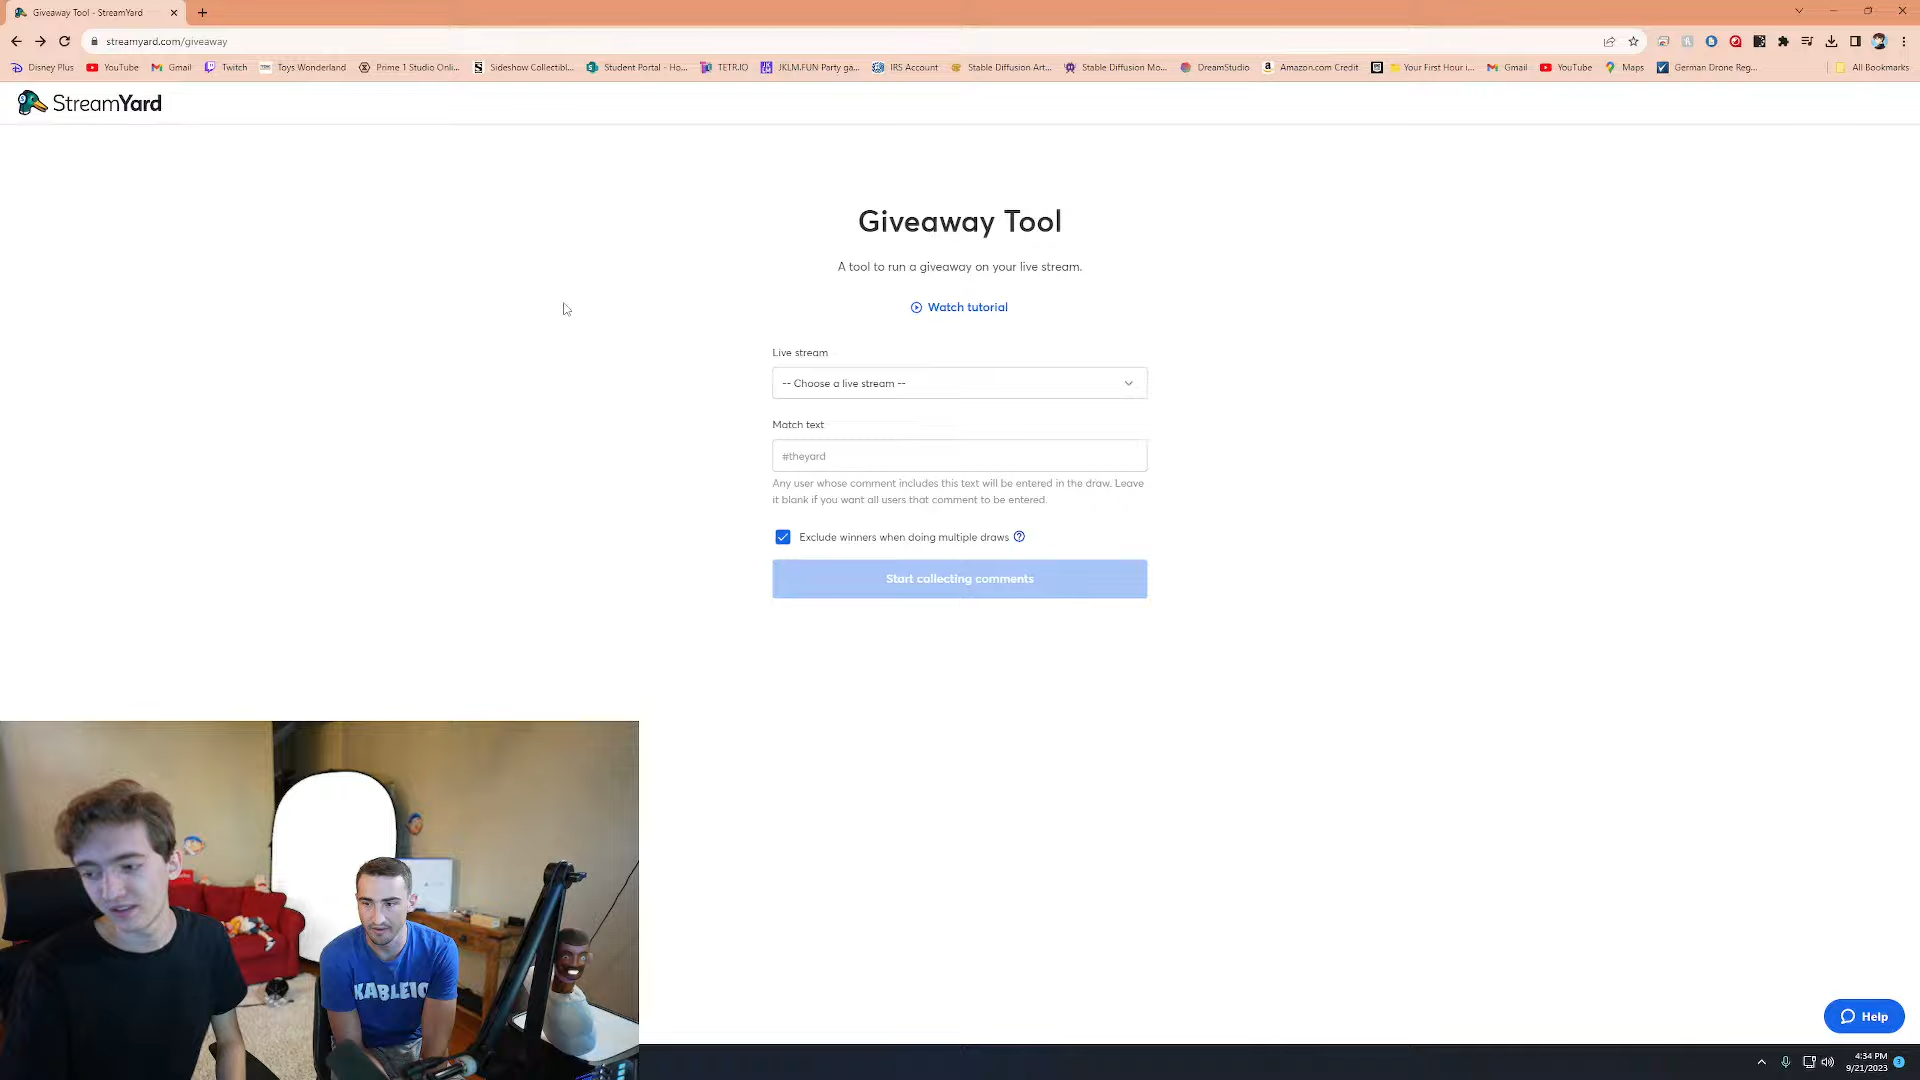 Giveaway Tool - StreamYard
streamyard.com/giveaway
Disney Plus YouTube Gmail Twitch Toys Wonderland Prime 1 Studio Onli... Sideshow Collectibl... Student Portal - Ho... TETR.IO JKLM.FUN Party ga... IRS Account Stable Diffusion Art... Stable Diffusion Mo... DreamStudio Amazon.com Credit Your First Hour i... Gmail YouTube Maps German Drone Reg... All Bookmarks
StreamYard
Giveaway Tool
A tool to run a giveaway on your live stream.
Watch tutorial
Live stream
-- Choose a live stream --
Match text
#theyard
Any user whose comment includes this text will be entered in the draw. Leave
it blank if you want all users that comment to be entered.
Exclude winners when doing multiple draws
Start collecting comments
KABLEIO
Help
4:34 PM
9/21/2023
3